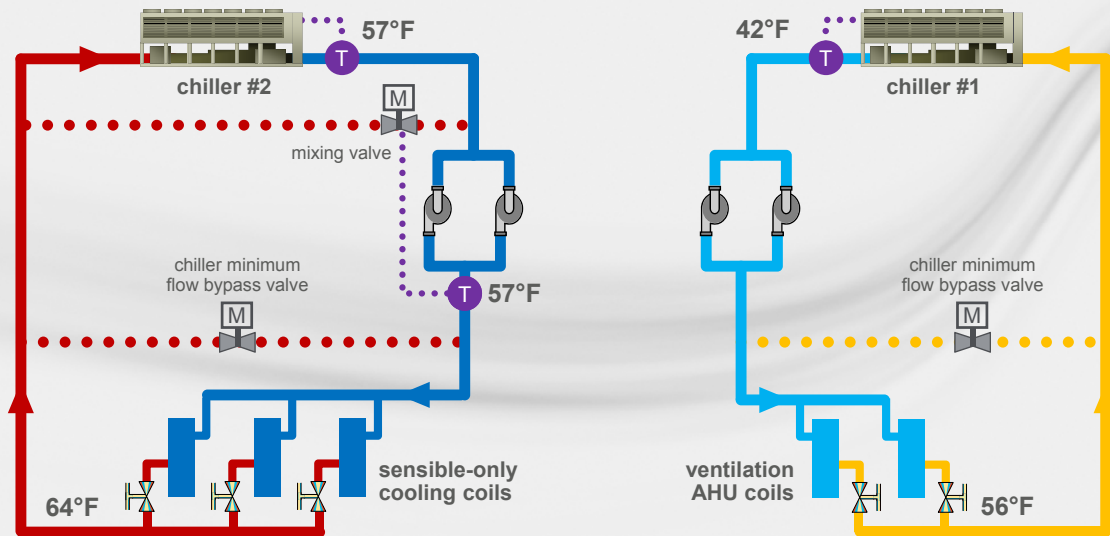 57°F
42°F
T
T
chiller #2
chiller #1
M
mixing valve
chiller minimum
flow bypass valve
chiller minimum
flow bypass valve
T
57°F
M
M
sensible-only
cooling coils
ventilation
AHU coils
64°F
56°F